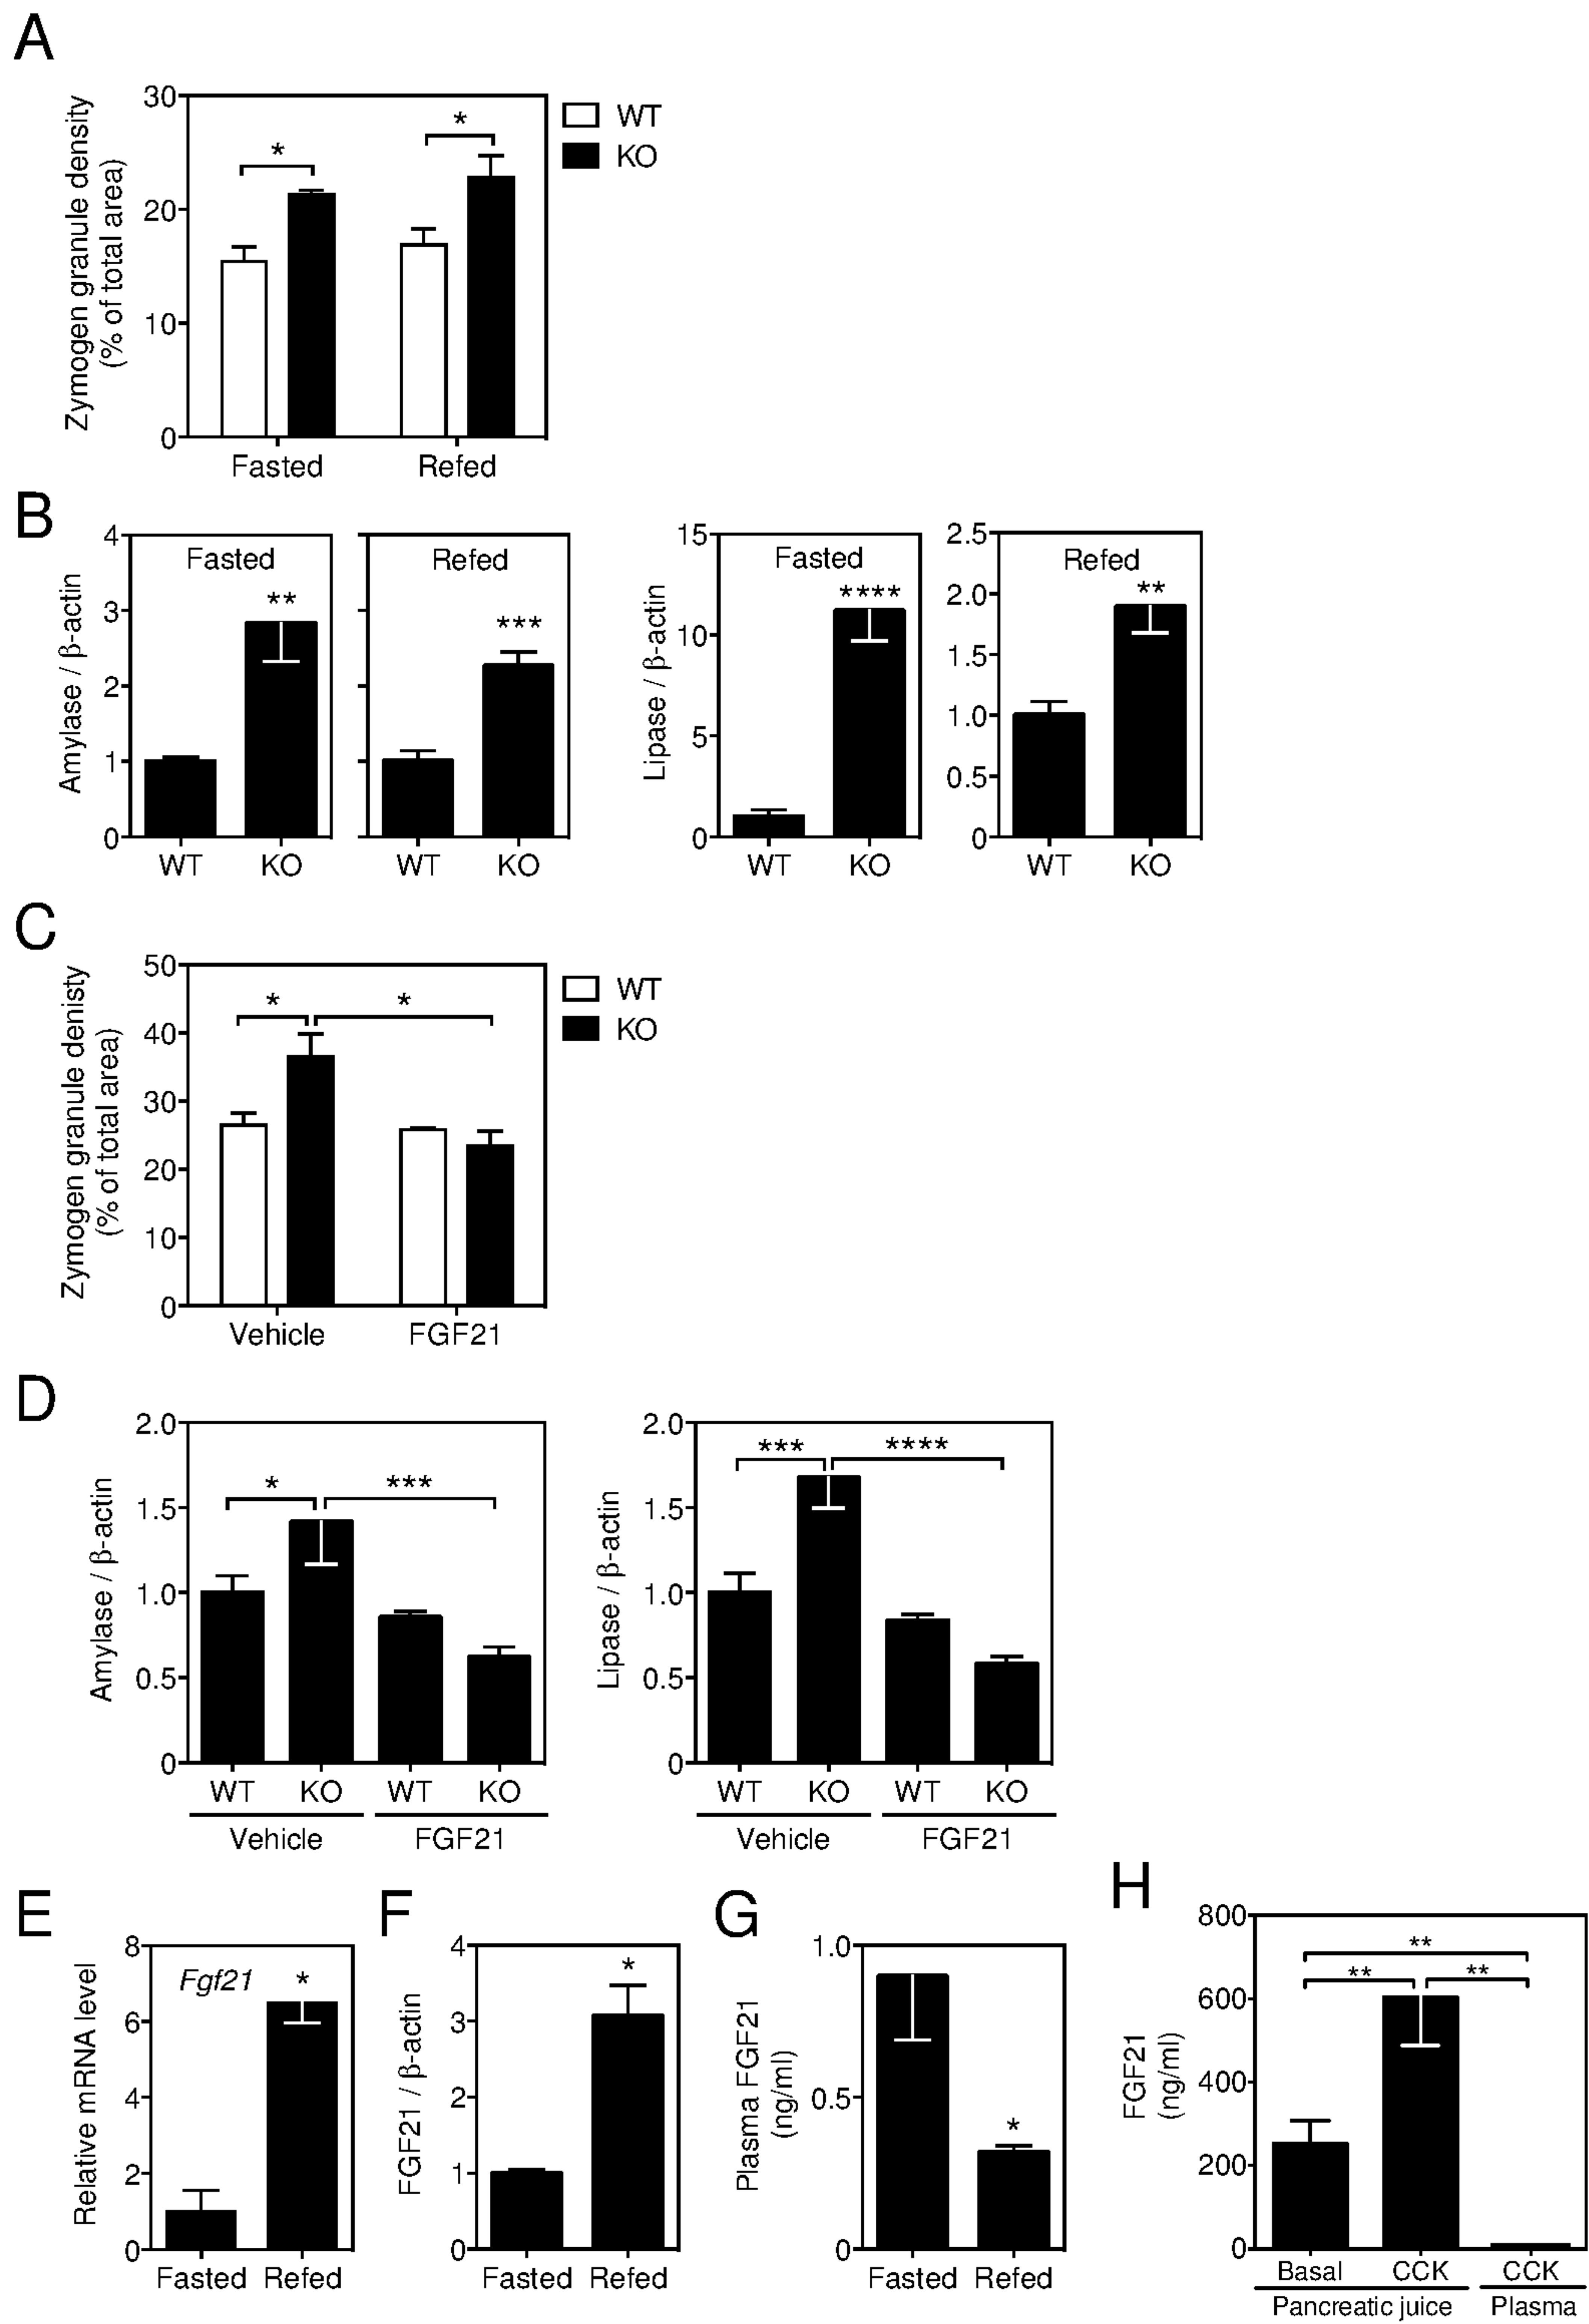 A
Zymogen granule density
(% of total area)
30
20
10
0
*
*
WT
KO
Fasted
Refed
B
Amylase / β-actin
4
3
2
1
0
Fasted
**
WT
KO
Refed
***
WT
KO
Lipase / β-actin
15
10
5
0
Fasted
****
WT
KO
2.5
2.0
1.5
1.0
0.5
0
Refed
**
WT
KO
C
Zymogen granule denisty
(% of total area)
50
40
30
20
10
0
*
*
WT
KO
Vehicle
FGF21
D
Amylase / β-actin
2.0
1.5
1.0
0.5
0
*
***
WT
KO
WT
KO
Vehicle
FGF21
Lipase / β-actin
2.0
1.5
1.0
0.5
0
***
****
WT
KO
WT
KO
Vehicle
FGF21
E
Relative mRNA level
8
6
4
2
0
Fgf21
*
Fasted
Refed
F
FGF21 / β-actin
4
3
2
1
0
*
Fasted
Refed
G
Plasma FGF21
(ng/ml)
1.0
0.5
0
*
Fasted
Refed
H
FGF21
(ng/ml)
800
600
400
200
0
**
**
**
Basal
CCK
CCK
Pancreatic juice
Plasma